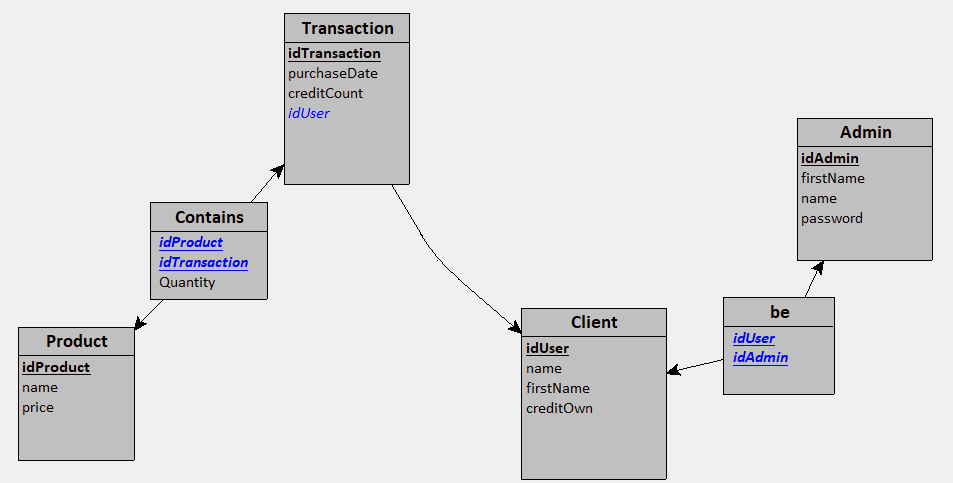 Transaction
idTransaction
purchaseDate
creditCount
idUser
Admin
idAdmin
firstName
name
password
Contains
idProduct
idTransaction
Quantity
Product
idProduct
name
price
Client
idUser
name
firstName
creditOwn
be
idUser
idAdmin